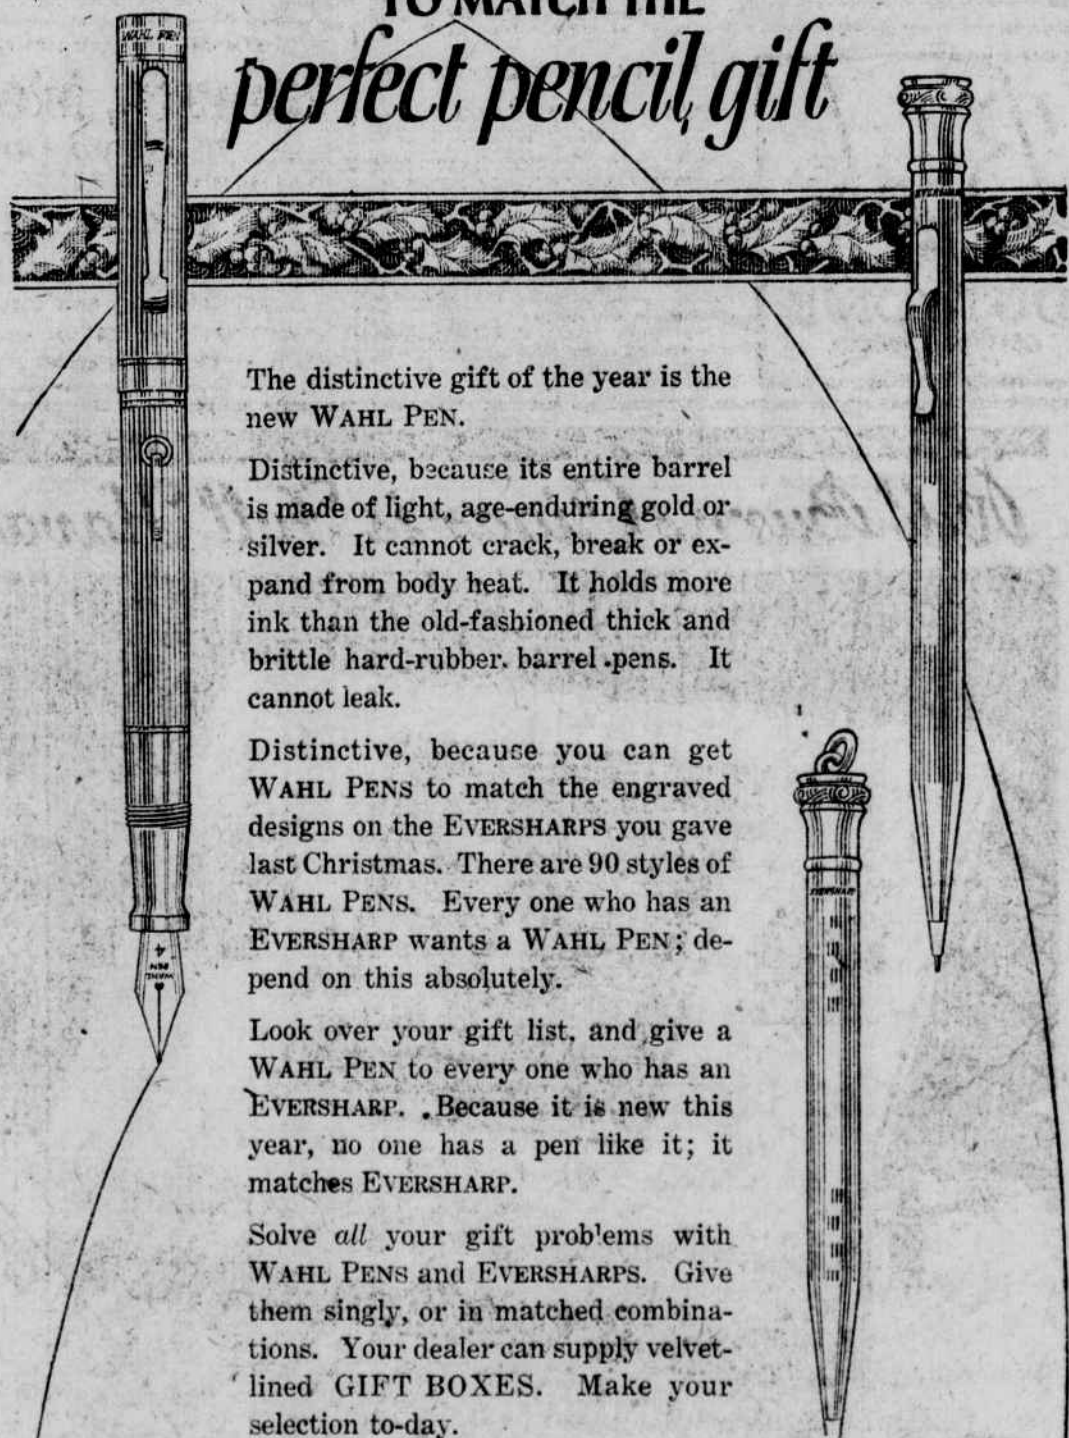 TO MATCH THE
perfect pencil gift
WAHL PEN
EVERSHARP
The distinctive gift of the year is the
new WAHL PEN.
Distinctive, because its entire barrel
is made of light, age-enduring gold or
silver. It cannot crack, break or ex-
pand from body heat. It holds more
ink than the old-fashioned thick and
brittle hard-rubber. barrel pens. It
cannot leak.
Distinctive, because you can get
WAHL PENS to match the engraved
designs on the EVERSHARPS you gave
last Christmas. There are 90 styles of
WAHL PENS. Every one who has an
EVERSHARP wants a WAHL PEN; de-
pend on this absolutely.
EVERSHARP
WAHL
PEN
4
Look over your gift list, and give a
WAHL PEN to every one who has an
EVERSHARP. Because it is new this
year, no one has a pen like it; it
matches EVERSHARP.
Solve all your gift problems with
WAHL PENS and EVERSHARPS. Give
them singly, or in matched combina-
tions. Your dealer can supply velvet-
lined GIFT BOXES. Make your
selection to-day.